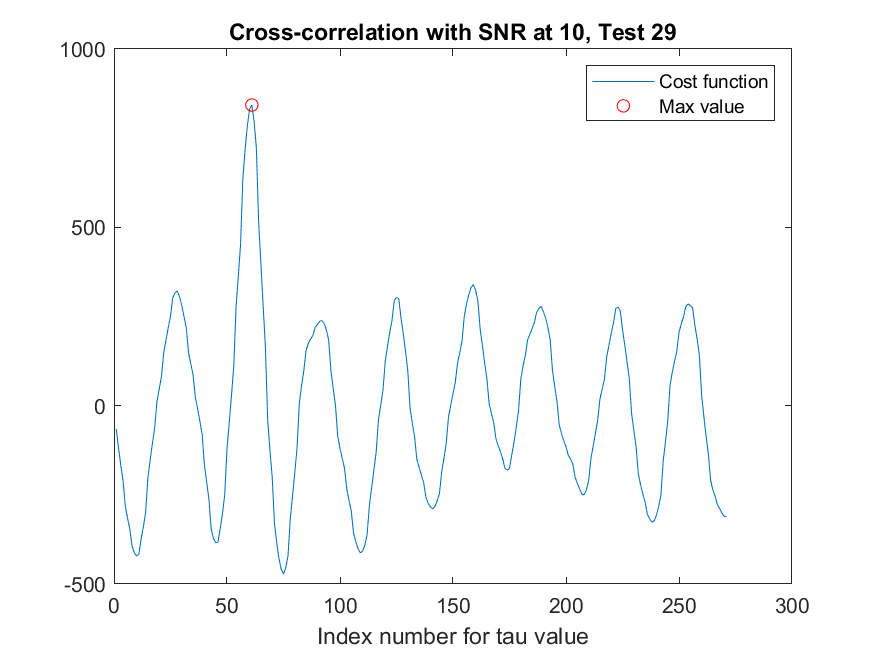 Cross-correlation with SNR at 10, Test 29
1000
Cost function
Max value
500
0
-500
0 50 100 150 200 250 300
Index number for tau value